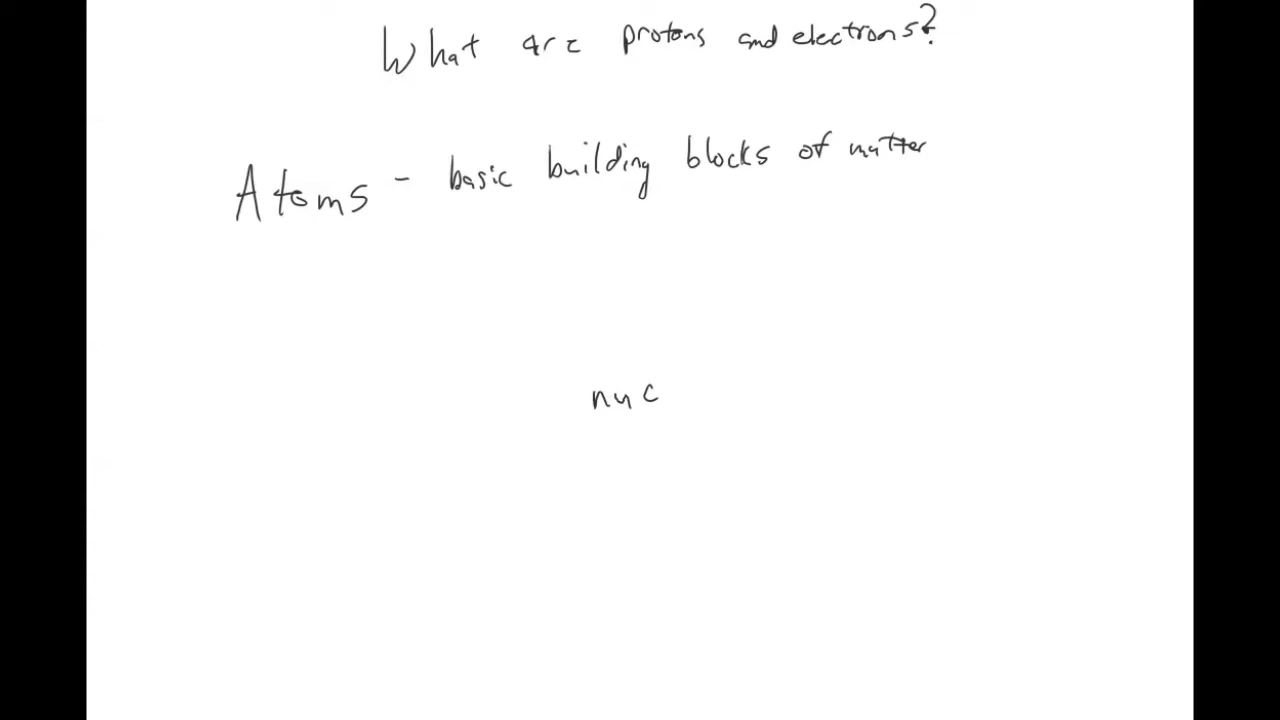 What are protons and electrons?
Atoms - basic building blocks of matter
nuc